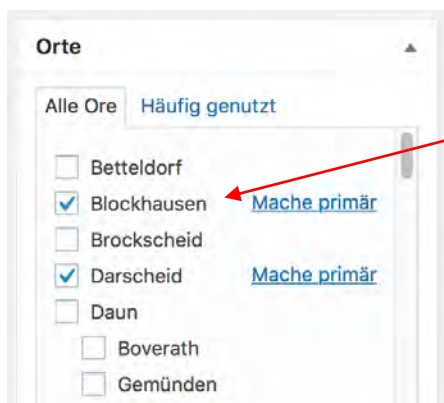 Orte
Alle Ore Häufig genutzt
Betteldorf
Blockhausen Mache primär
Brockscheid
Darscheid Mache primär
Daun
Boverath
Gemünden